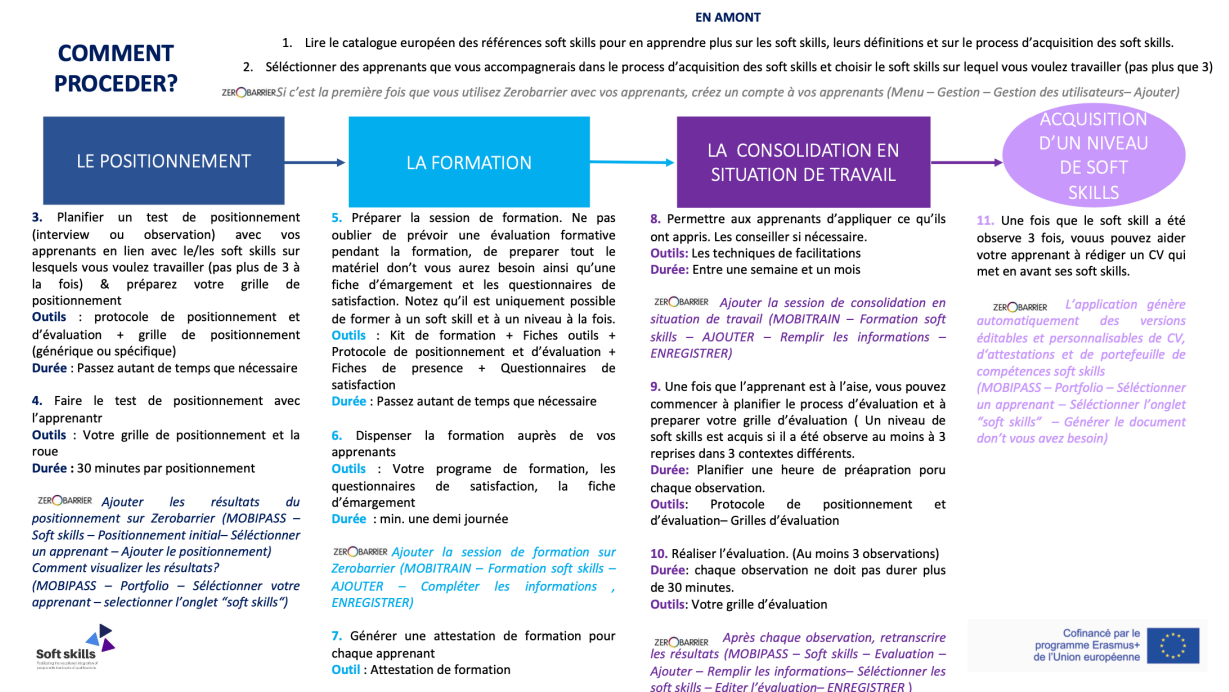 EN AMONT
COMMENT
PROCEDER?
1. Lire le catalogue européen des références soft skills pour en apprendre plus sur les soft skills, leurs définitions et sur le process d’acquisition des soft skills.
2. Séléctionner des apprenants que vous accompagnerais dans le process d’acquisition des soft skills et choisir le soft skills sur lequel vous voulez travailler (pas plus que 3)
ZEROBARRIER Si c’est la première fois que vous utilisez Zerobarrier avec vos apprenants, créez un compte à vos apprenants (Menu – Gestion – Gestion des utilisateurs– Ajouter)
LE POSITIONNEMENT
3. Planifier un test de positionnement
(interview ou observation) avec vos
apprenants en lien avec le/les soft skills sur
lesquels vous voulez travailler (pas plus de 3 à
la fois) & préparez votre grille de
positionnement
Outils : protocole de positionnement et
d’évaluation + grille de positionnement
(générique ou spécifique)
Durée : Passez autant de temps que nécessaire
4. Faire le test de positionnement avec
l’apprenantr
Outils : Votre grille de positionnement et la
roue
Durée : 30 minutes par positionnement
ZEROBARRIER Ajouter les résultats du
positionnement sur Zerobarrier (MOBIPASS –
Soft skills – Positionnement initial– Séléctionner
un apprenant – Ajouter le positionnement)
Comment visualizer les résultats?
(MOBIPASS – Portfolio – Séléctionner votre
apprenant – selectionner l’onglet “soft skills“)
LA FORMATION
5. Préparer la session de formation. Ne pas
oublier de prévoir une évaluation formative
pendant la formation, de preparer tout le
matériel don’t vous aurez besoin ainsi qu’une
fiche d’émargement et les questionnaires de
satisfaction. Notez qu’il est uniquement possible
de former à un soft skill et à un niveau à la fois.
Outils : Kit de formation + Fiches outils +
Protocole de positionnement et d’évaluation +
Fiches de presence + Questionnaires de
satisfaction
Durée : Passez autant de temps que nécessaire
6. Dispenser la formation auprès de vos
apprenants
Outils : Votre programe de formation, les
questionnaires de satisfaction, la fiche
d’émargement
Durée : min. une demi journée
ZEROBARRIER Ajouter la session de formation sur
Zerobarrier (MOBITRAIN – Formation soft skills –
AJOUTER – Compléter les informations ,
ENREGISTRER)
7. Générer une attestation de formation pour
chaque apprenant
Outil : Attestation de formation
LA CONSOLIDATION EN
SITUATION DE TRAVAIL
8. Permettre aux apprenants d’appliquer ce qu’ils
ont appris. Les conseiller si nécessaire.
Outils: Les techniques de facilitations
Durée: Entre une semaine et un mois
ZEROBARRIER Ajouter la session de consolidation en
situation de travail (MOBITRAIN – Formation soft
skills – AJOUTER – Remplir les informations –
ENREGISTRER)
9. Une fois que l’apprenant est à l’aise, vous pouvez
commencer à planifier le process d’évaluation et à
preparer votre grille d’évaluation ( Un niveau de
soft skills est acquis si il a été observe au moins à 3
reprises dans 3 contextes différents.
Durée: Planifier une heure de préapration poru
chaque observation.
Outils: Protocole de positionnement et
d’évaluation– Grilles d’évaluation
10. Réaliser l’évaluation. (Au moins 3 observations)
Durée: chaque observation ne doit pas durer plus
de 30 minutes.
Outils: Votre grille d’évaluation
ZEROBARRIER Après chaque observation, retranscrire
les résultats (MOBIPASS – Soft skills – Evaluation –
Ajouter – Remplir les informations– Séléctionner les
soft skills – Editer l’évaluation– ENREGISTRER )
ACQUISITION
D’UN NIVEAU
DE SOFT
SKILLS
11. Une fois que le soft skill a été
observe 3 fois, vouus pouvez aider
votre apprenant à rédiger un CV qui
met en avant ses soft skills.
ZEROBARRIER L’application génère
automatiquement des versions
éditables et personnalisables de CV,
d’attestations et de portefeuille de
compétences soft skills
(MOBIPASS – Portfolio – Séléctionner
un apprenant – Séléctionner l’onglet
“soft skills” – Générer le document
don’t vous avez besoin)
Soft skills
Cofinancé par le
programme Erasmus+
de l’Union européenne